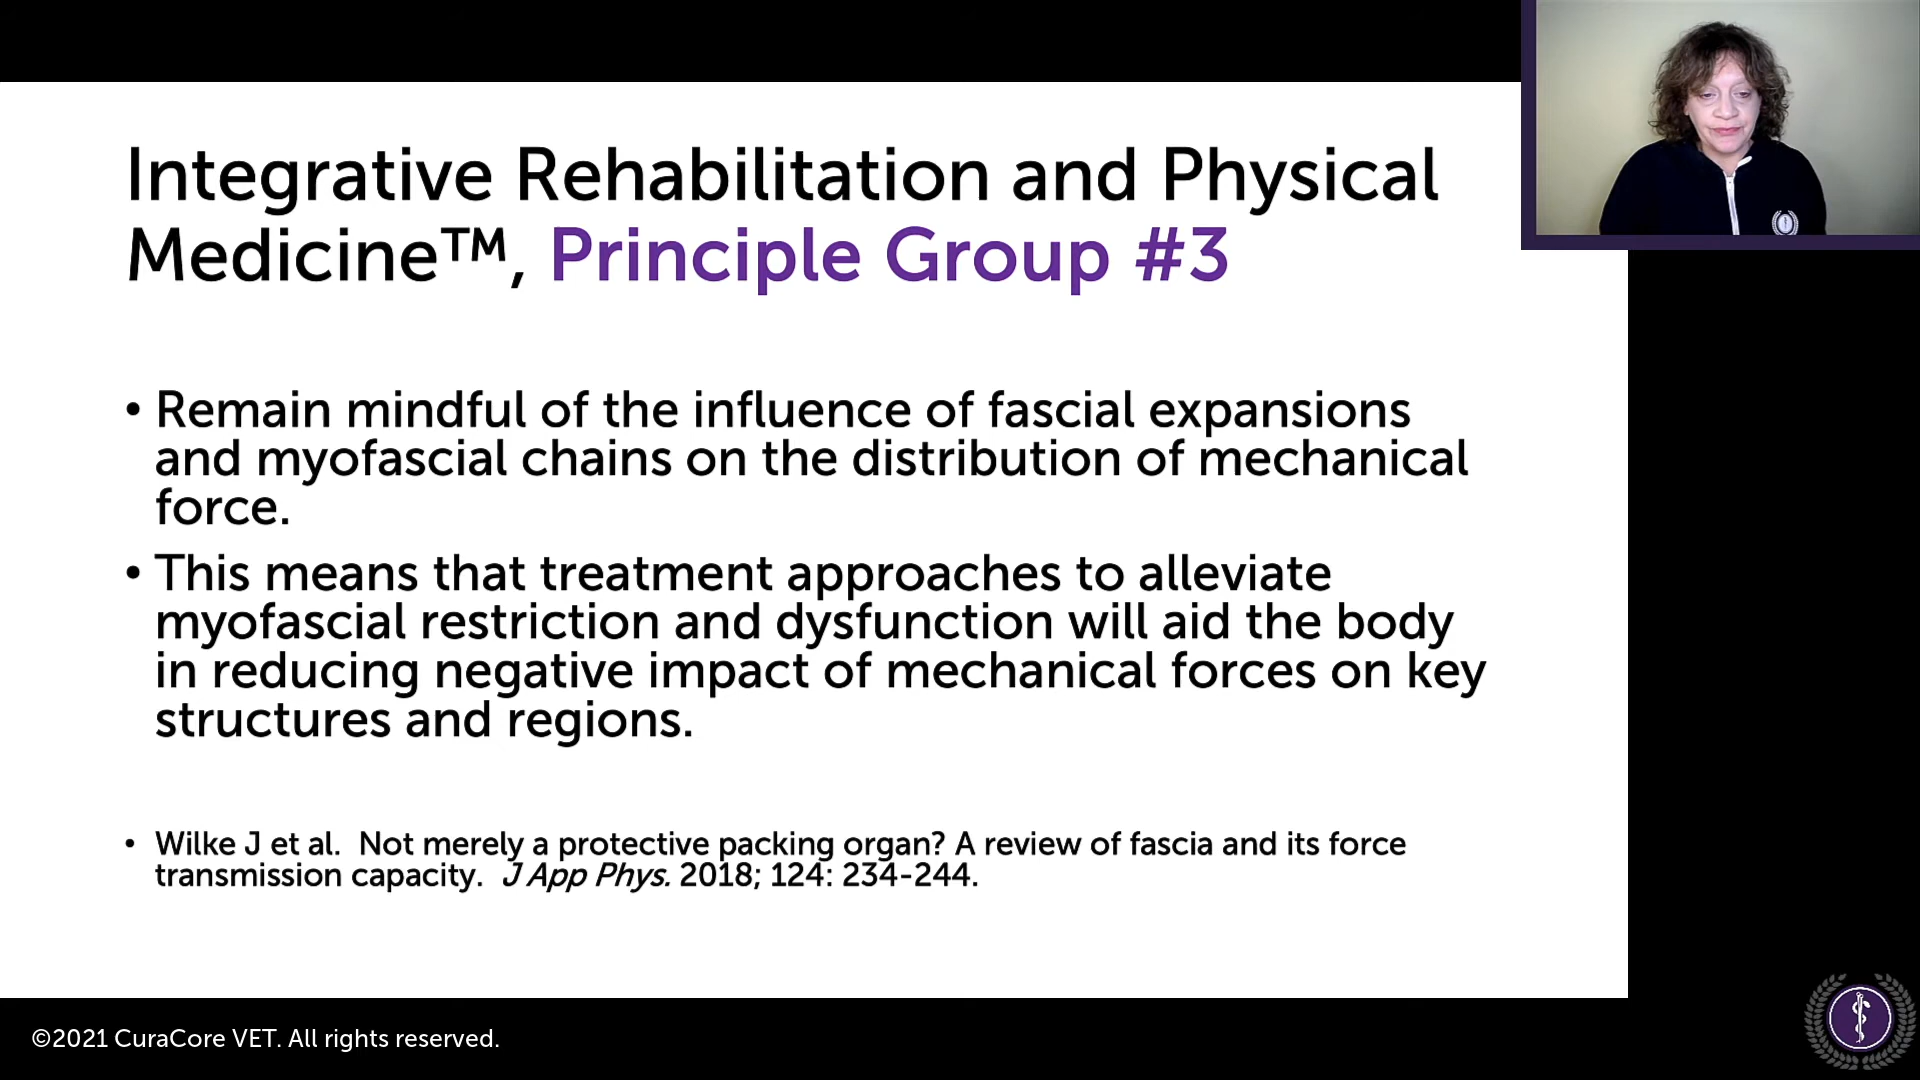 Integrative Rehabilitation and Physical
Medicine™, Principle Group #3
• Remain mindful of the influence of fascial expansions
and myofascial chains on the distribution of mechanical
force.
• This means that treatment approaches to alleviate
myofascial restriction and dysfunction will aid the body
in reducing negative impact of mechanical forces on key
structures and regions.
• Wilke J et al.  Not merely a protective packing organ? A review of fascia and its force
transmission capacity.  J App Phys. 2018; 124: 234-244.
©2021 CuraCore VET. All rights reserved.